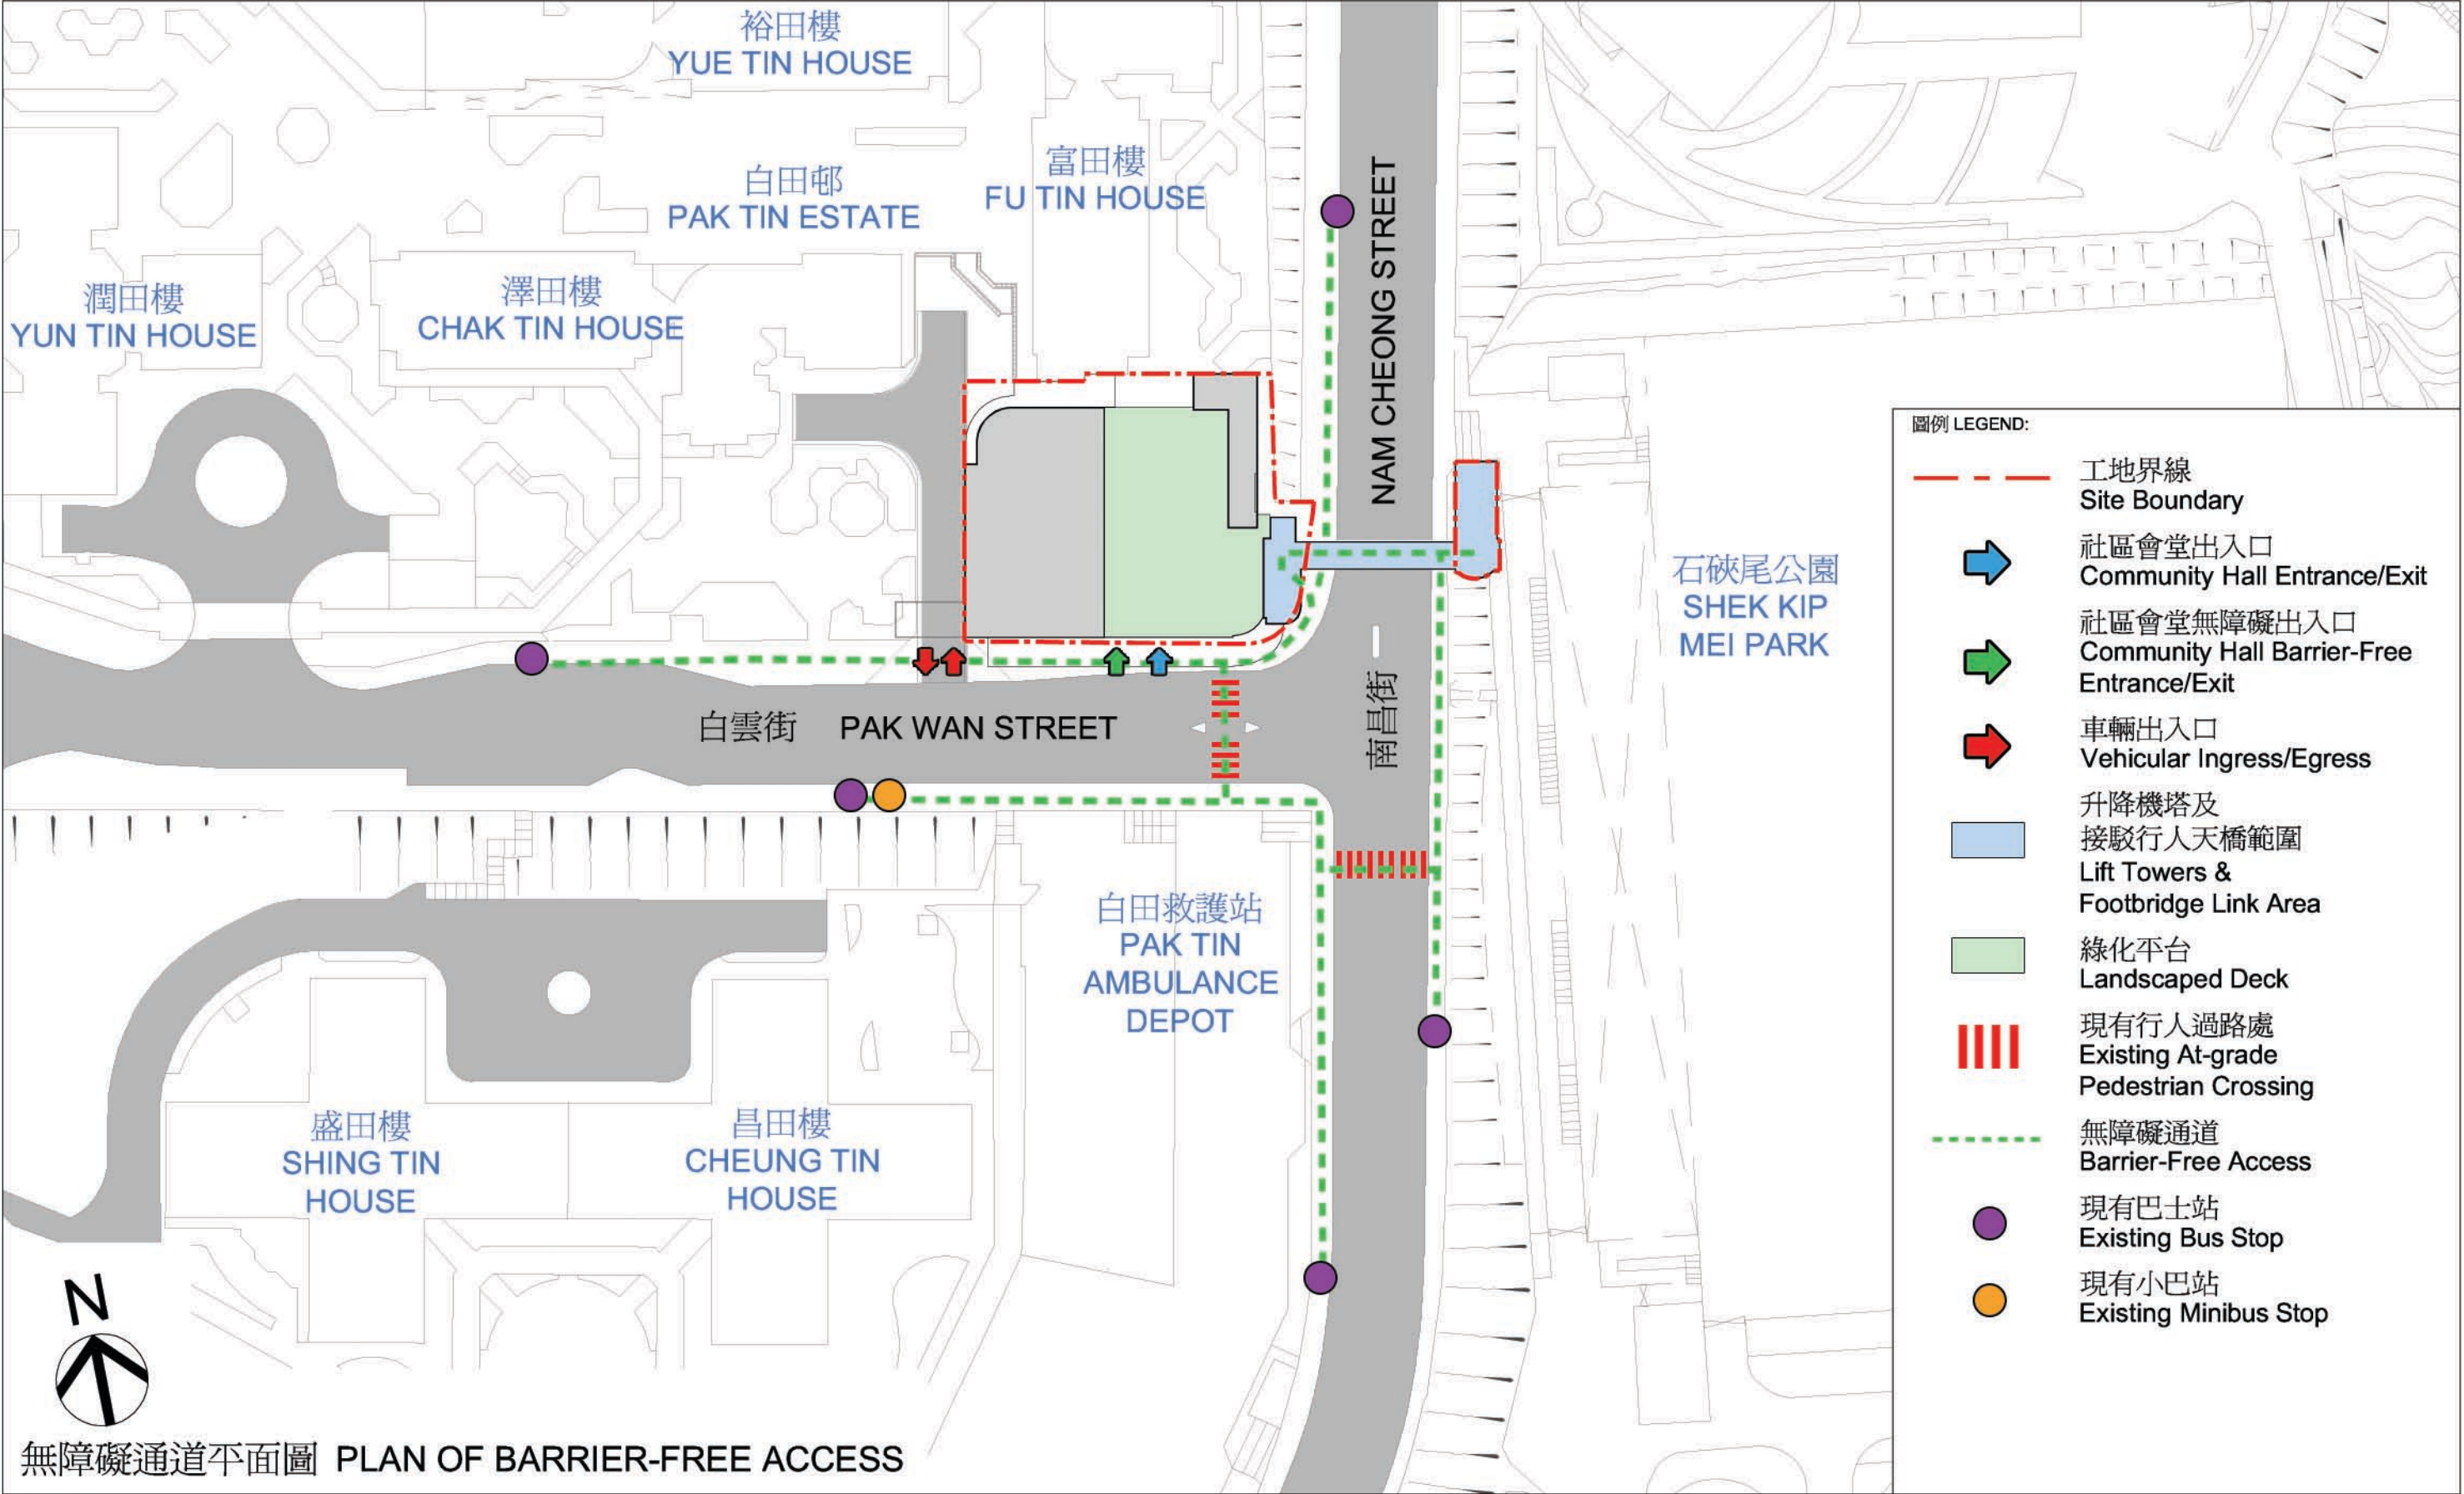 裕田樓
YUE TIN HOUSE
富田樓
FU TIN HOUSE
白田邨
PAK TIN ESTATE
潤田樓
YUN TIN HOUSE
澤田樓
CHAK TIN HOUSE
NAM CHEONG STREET
南昌街
石硤尾公園
SHEK KIP
MEI PARK
白雲街 PAK WAN STREET
白田救護站
PAK TIN
AMBULANCE
DEPOT
盛田樓
SHING TIN
HOUSE
昌田樓
CHEUNG TIN
HOUSE
N
無障礙通道平面圖 PLAN OF BARRIER-FREE ACCESS
圖例 LEGEND:
工地界線
Site Boundary
社區會堂出入口
Community Hall Entrance/Exit
社區會堂無障礙出入口
Community Hall Barrier-Free
Entrance/Exit
車輛出入口
Vehicular Ingress/Egress
升降機塔及
接駁行人天橋範圍
Lift Towers &
Footbridge Link Area
綠化平台
Landscaped Deck
現有行人過路處
Existing At-grade
Pedestrian Crossing
無障礙通道
Barrier-Free Access
現有巴士站
Existing Bus Stop
現有小巴站
Existing Minibus Stop